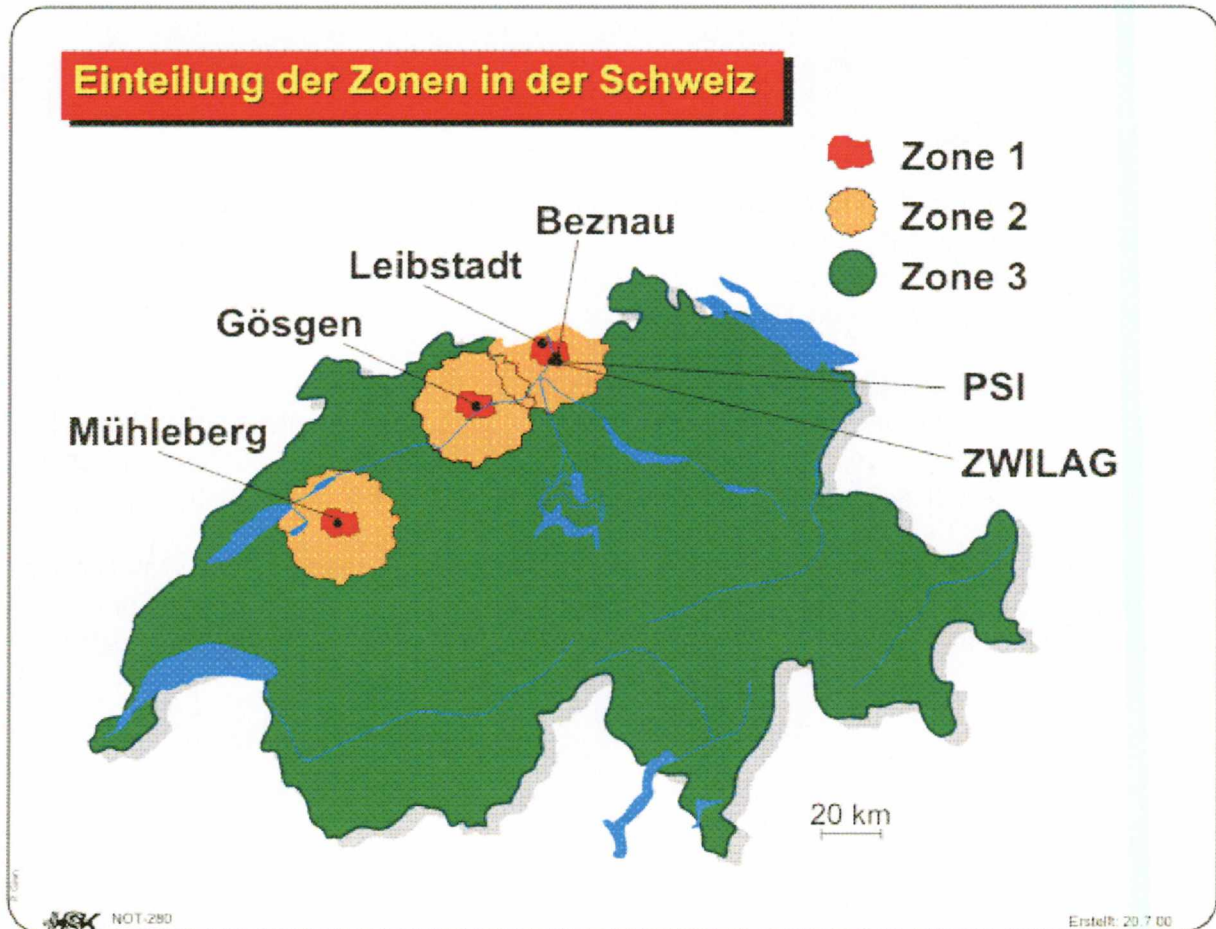 Einteilung der Zonen in der Schweiz
Zone 1
Zone 2
Zone 3
Beznau
Leibstadt
Gösgen
Mühleberg
PSI
ZWILAG
20 km
HSK NOT-280
Erstellt: 20.7.00